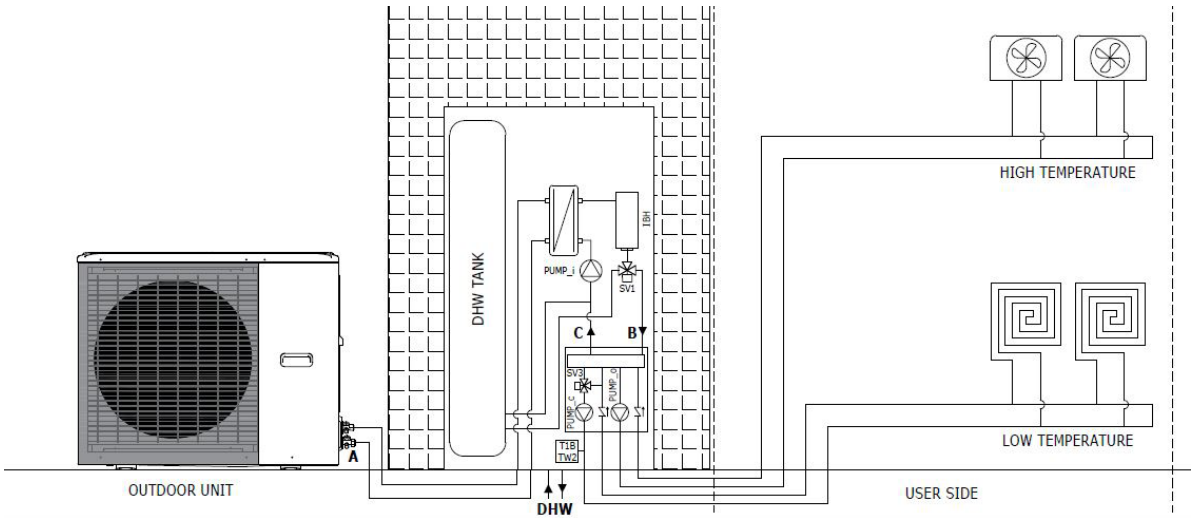 HIGH TEMPERATURE
IBH
DHW TANK
PUMP_i
SV1
C
B
SV3
PUMP_c
PUMP_o
T1B
TW2
LOW TEMPERATURE
A
OUTDOOR UNIT
DHW
USER SIDE